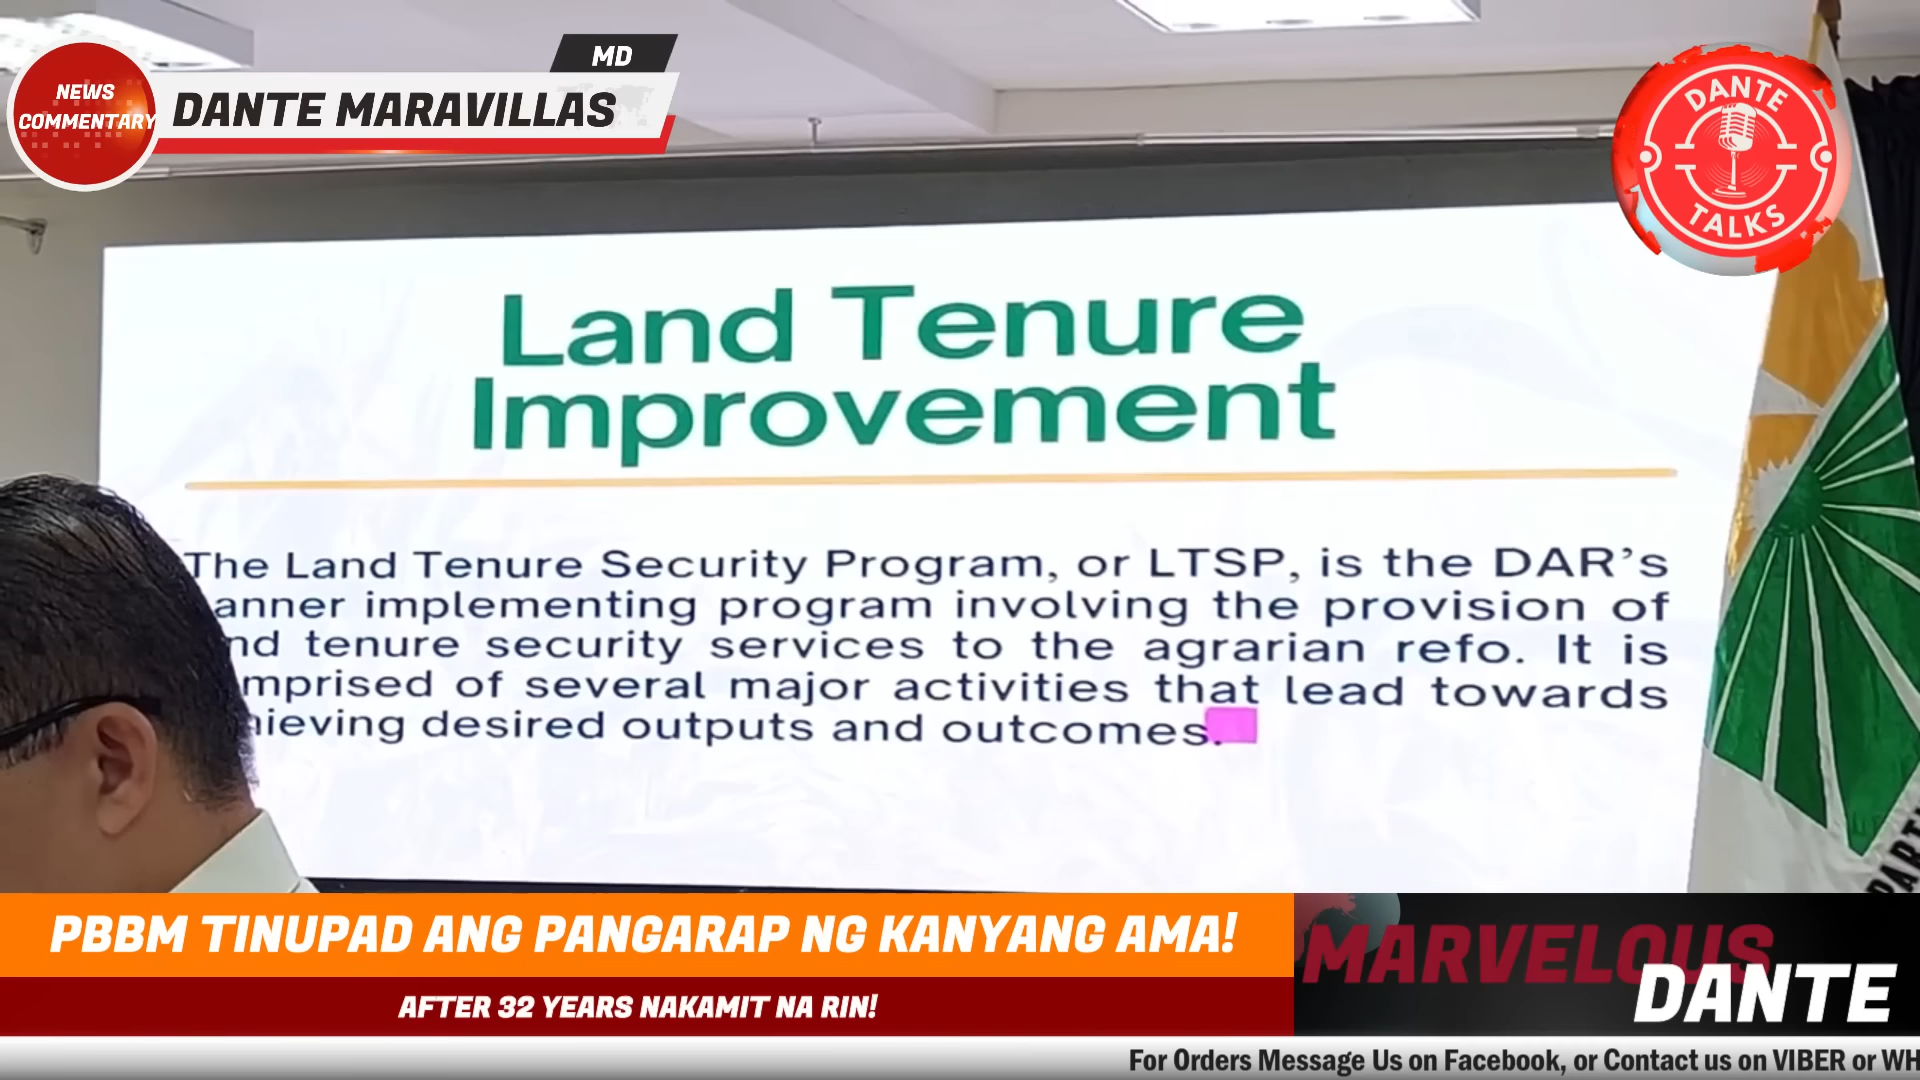 MD
NEWS
COMMENTARY
DANTE MARAVILLAS
DANTE
TALKS
Land Tenure
Improvement
The Land Tenure Security Program, or LTSP, is the DAR's
anner implementing program involving the provision of
nd tenure security services to the agrarian refo. It is
mprised of several major activities that lead towards
hieving desired outputs and outcomes.
PBBM TINUPAD ANG PANGARAP NG KANYANG AMA!
AFTER 32 YEARS NAKAMIT NA RIN!
MARVELOUS
DANTE
For Orders Message Us on Facebook, or Contact us on VIBER or WH